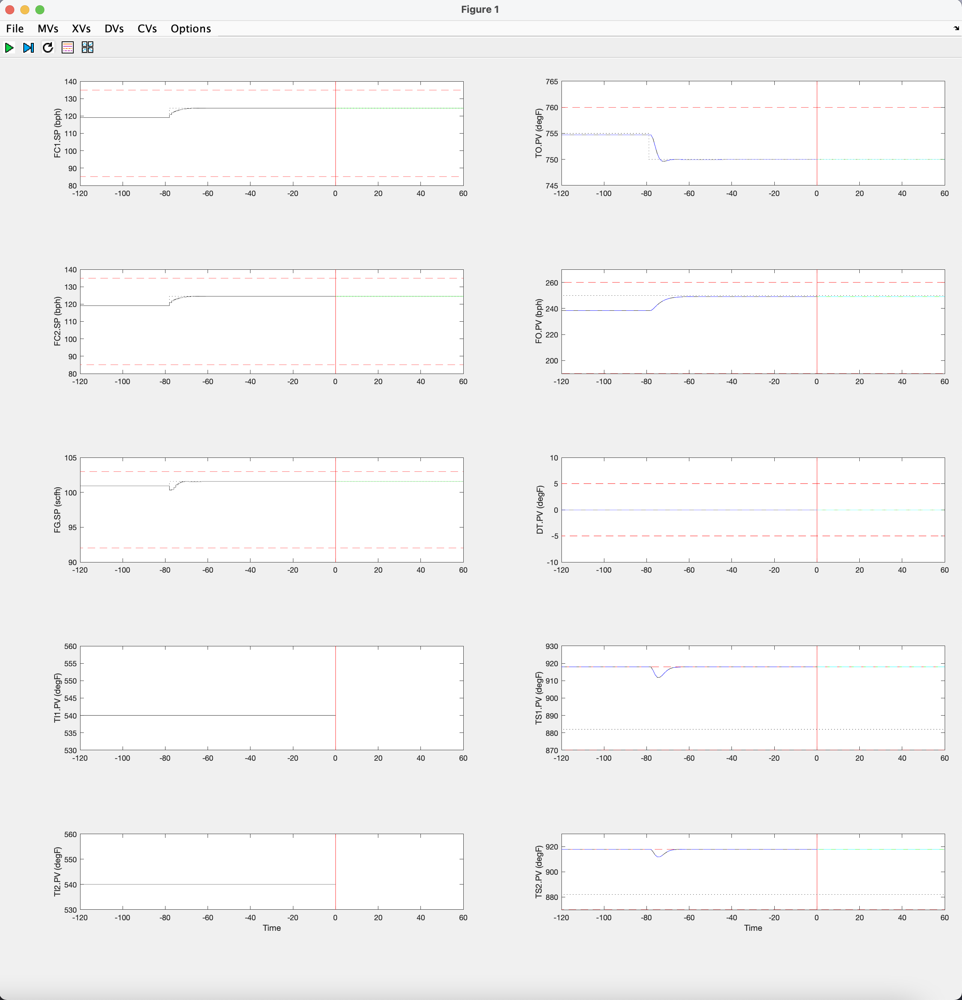 Figure 1
File MVs XVs DVs CVs Options
FC1.SP (bph)
140
130
120
110
100
90
80
-120 -100 -80 -60 -40 -20 0 20 40 60
TO.PV (degF)
765
760
755
750
745
-120 -100 -80 -60 -40 -20 0 20 40 60
FC2.SP (bph)
140
130
120
110
100
90
80
-120 -100 -80 -60 -40 -20 0 20 40 60
FO.PV (bph)
260
240
220
200
-120 -100 -80 -60 -40 -20 0 20 40 60
FG.SP (scfh)
105
100
95
90
-120 -100 -80 -60 -40 -20 0 20 40 60
DT.PV (degF)
10
5
0
-5
-10
-120 -100 -80 -60 -40 -20 0 20 40 60
TI1.PV (degF)
560
555
550
545
540
535
530
-120 -100 -80 -60 -40 -20 0 20 40 60
TS1.PV (degF)
930
920
910
900
890
880
870
-120 -100 -80 -60 -40 -20 0 20 40 60
TI2.PV (degF)
560
550
540
530
-120 -100 -80 -60 -40 -20 0 20 40 60
Time
TS2.PV (degF)
920
900
880
-120 -100 -80 -60 -40 -20 0 20 40 60
Time